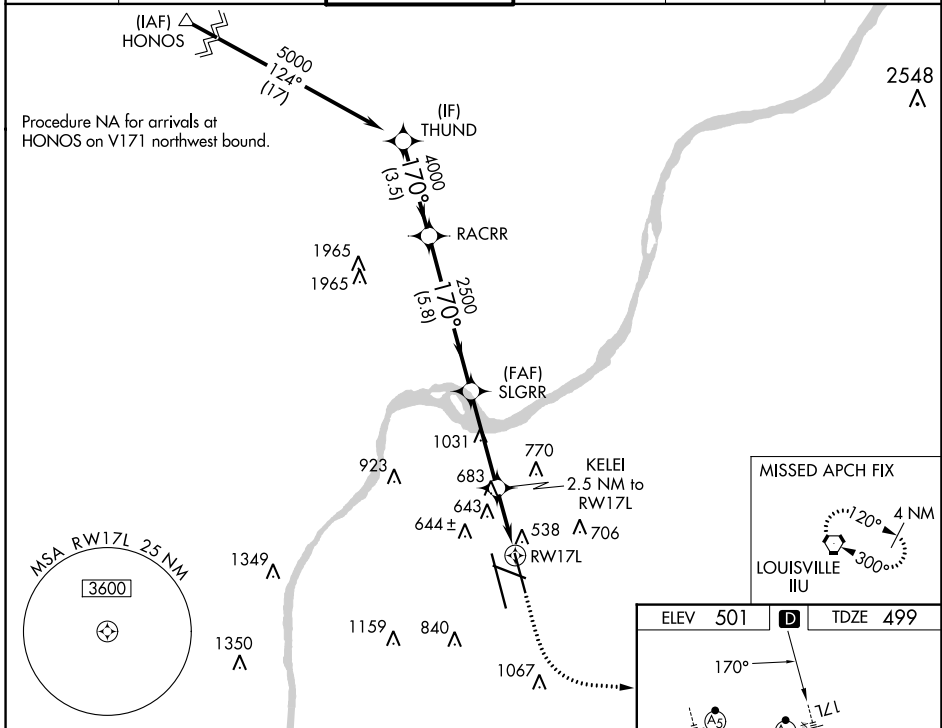 (IAF)
HONOS
5000
124°
(17)
2548
Procedure NA for arrivals at
HONOS on V171 northwest bound.
(IF)
THUND
4000
170°
(3.5)
RACRR
1965
1965
2500
170°
(5.8)
(FAF)
SLGRR
1031
770
923
683
KELEI
2.5 NM to
RW17L
643
644±
538
706
RW17L
MISSED APCH FIX
120°
4 NM
300°
LOUISVILLE
IIU
MSA RW17L 25 NM
3600
1349
1350
1159
840
1067
ELEV 501
D
TDZE 499
170°
17L
A5